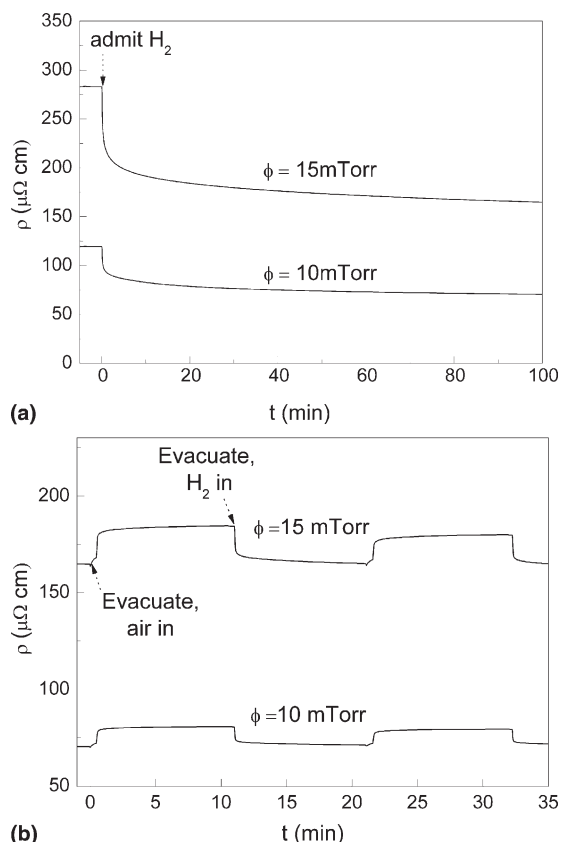 350
admit H₂
300
250
200
150
100
50
0
ρ (μΩ cm)
ϕ = 15mTorr
ϕ = 10mTorr
0 20 40 60 80 100
(a) t (min)
Evacuate,
H₂ in
200
ϕ =15 mTorr
150
Evacuate,
air in
100
50
ρ (μΩ cm)
ϕ =10 mTorr
0 5 10 15 20 25 30 35
(b) t (min)